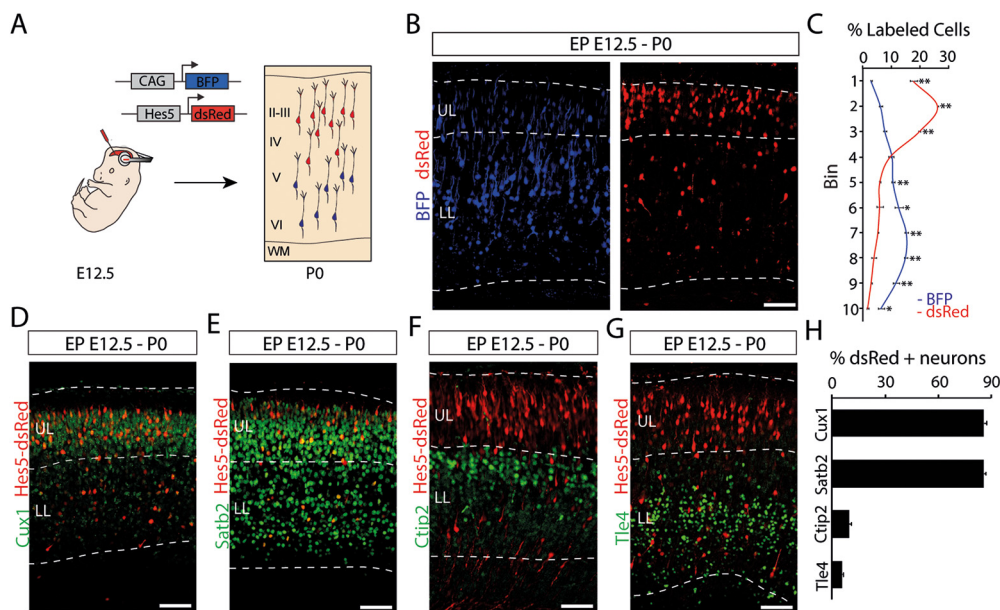 A
CAG
BFP
Hes5
dsRed
E12.5
II-III
IV
V
VI
WM
P0
B
EP E12.5 - P0
BFP dsRed
UL
LL
C
% Labeled Cells
0 10 20 30
Bin
1
**
2
**
3
**
4
5
**
6
*
7
**
8
**
9
**
10
*
- BFP
- dsRed
D
EP E12.5 - P0
Cux1 Hes5-dsRed
UL
LL
E
EP E12.5 - P0
Satb2 Hes5-dsRed
UL
LL
F
EP E12.5 - P0
Ctip2 Hes5-dsRed
UL
LL
G
EP E12.5 - P0
Tle4 Hes5-dsRed
UL
LL
H
% dsRed + neurons
0 30 60 90
Cux1
Satb2
Ctip2
Tle4